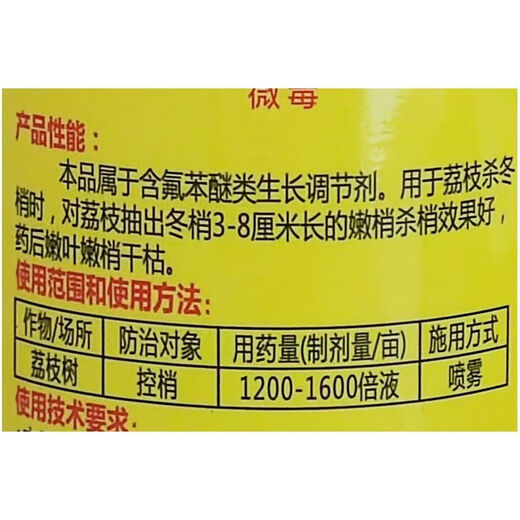 微毒
产品性能：
本品属于含氟苯醚类生长调节剂。用于荔枝杀冬
梢时，对荔枝抽出冬梢3-8厘米长的嫩梢杀梢效果好，
药后嫩叶嫩梢干枯。
使用范围和使用方法：
作物/场所 防治对象 用药量(制剂量/亩) 施用方式
荔枝树 控梢 1200-1600倍液 喷雾
使用技术要求：